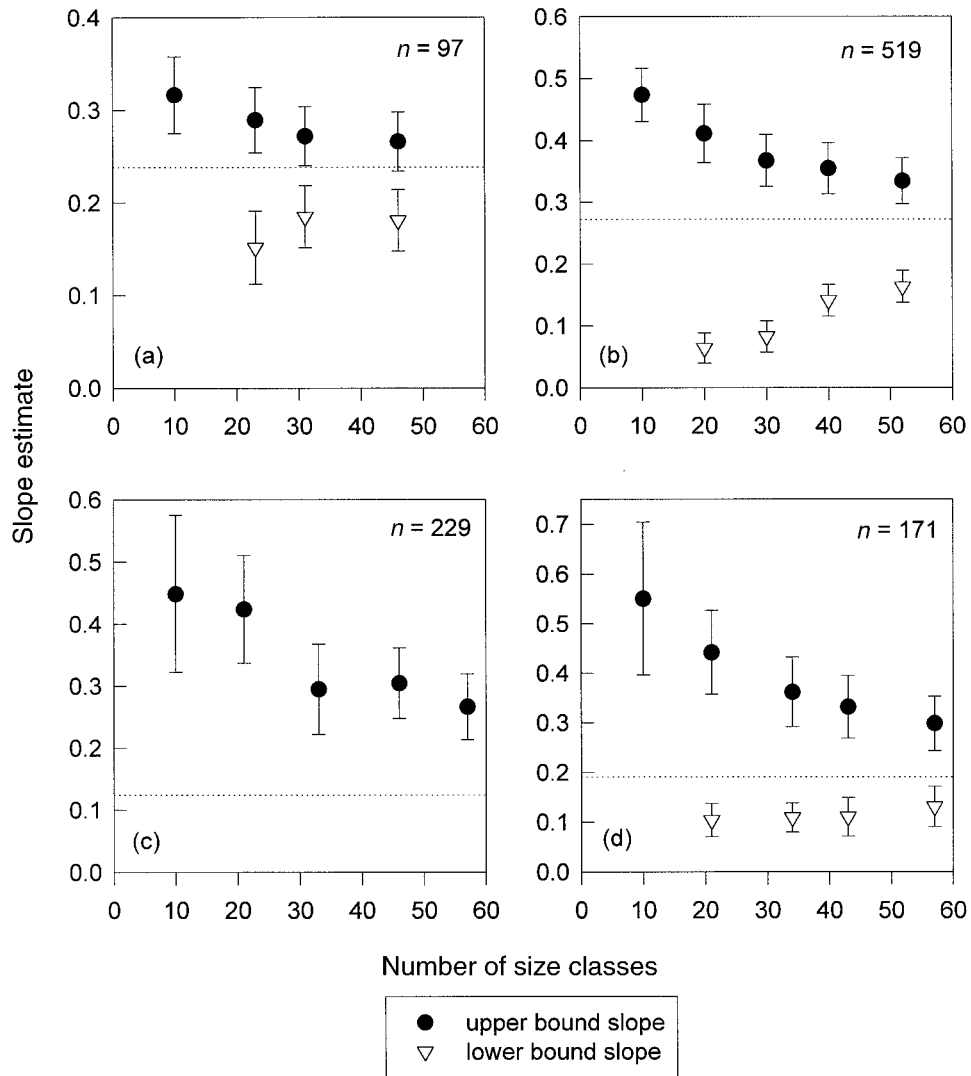 0.4
0.3
0.2
0.1
0.0
n = 97
(a)
0 10 20 30 40 50 60
0.6
0.5
0.4
0.3
0.2
0.1
0.0
n = 519
(b)
0 10 20 30 40 50 60
Slope estimate
0.6
0.5
0.4
0.3
0.2
0.1
0.0
n = 229
(c)
0 10 20 30 40 50 60
0.7
0.6
0.5
0.4
0.3
0.2
0.1
0.0
n = 171
(d)
0 10 20 30 40 50 60
Number of size classes
upper bound slope
lower bound slope